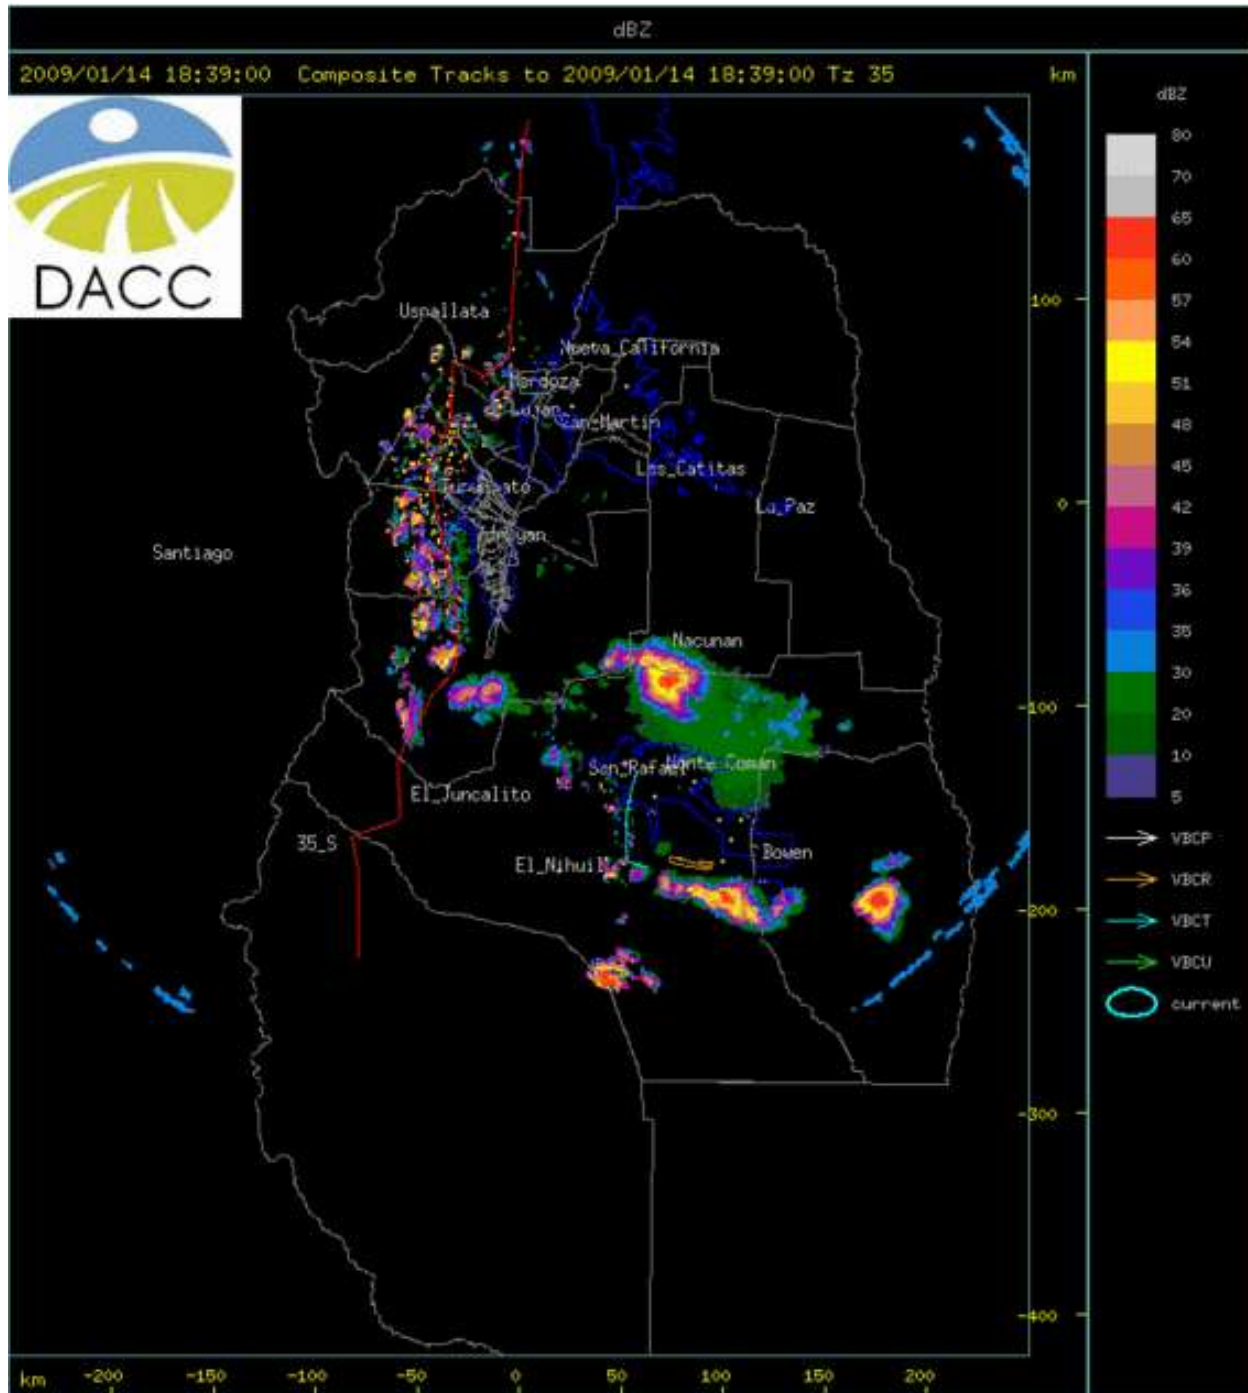 dBZ
2009/01/14 18:39:00 Composite Tracks to 2009/01/14 18:39:00 Tz 35
km
dBZ
DACC
80
70
65
60
57
54
51
48
45
42
39
36
35
30
20
10
5
Uspallata
100
Nueva_California
Mendoza
Lujan
San_Martin
Las_Catitas
La_Paz
0
Santiago
Nacunan
-100
San_Rafael
Monte_Coman
El_Juncalito
35_S
El_Nihuil
Bowen
-200
VBCP
VBCR
VBCT
VBCU
current
-300
-400
km
-200
-150
-100
-50
0
50
100
150
200